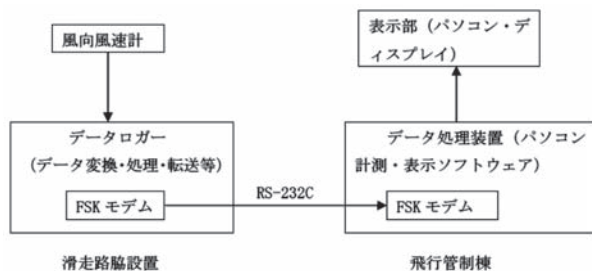 風向風速計
表示部（パソコン・デ
ィスプレイ）
データロガー
（データ変換・処理・転送等）
FSK モデム
RS-232C
データ処理装置（パソコン
計測・表示ソフトウェア）
FSK モデム
滑走路脇設置
飛行管制棟